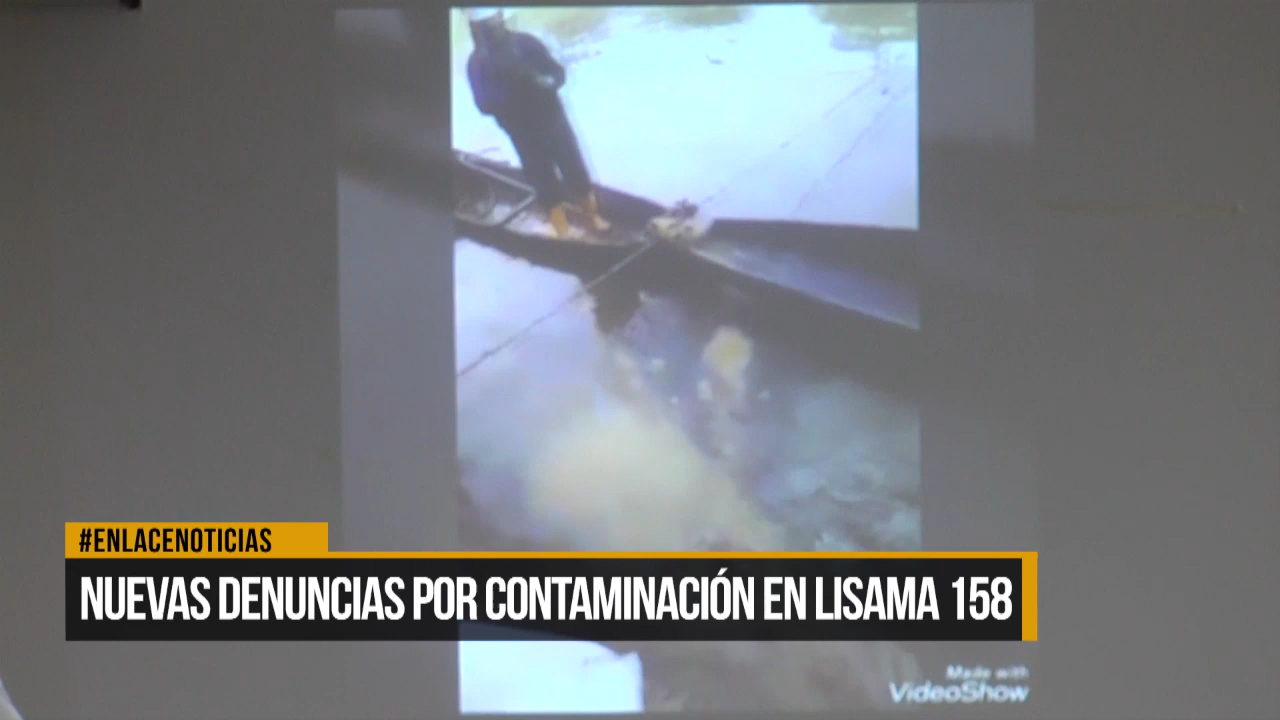 #ENLACENOTICIAS
NUEVAS DENUNCIAS POR CONTAMINACIÓN EN LISAMA 158
Made with
VideoShow